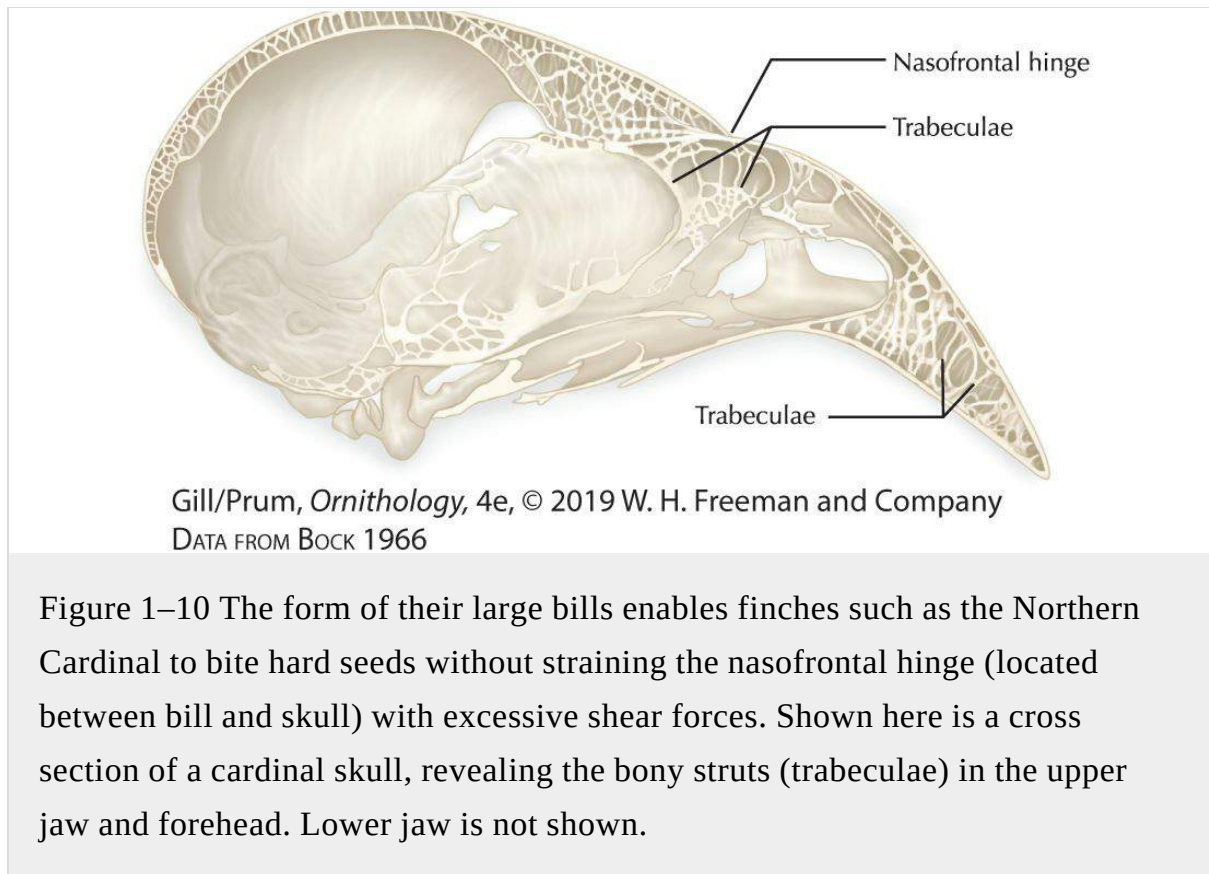 Nasofrontal hinge
Trabeculae
Trabeculae
Gill/Prum, Ornithology, 4e, © 2019 W. H. Freeman and Company
DATA FROM BOCK 1966
Figure 1–10 The form of their large bills enables finches such as the Northern
Cardinal to bite hard seeds without straining the nasofrontal hinge (located
between bill and skull) with excessive shear forces. Shown here is a cross
section of a cardinal skull, revealing the bony struts (trabeculae) in the upper
jaw and forehead. Lower jaw is not shown.